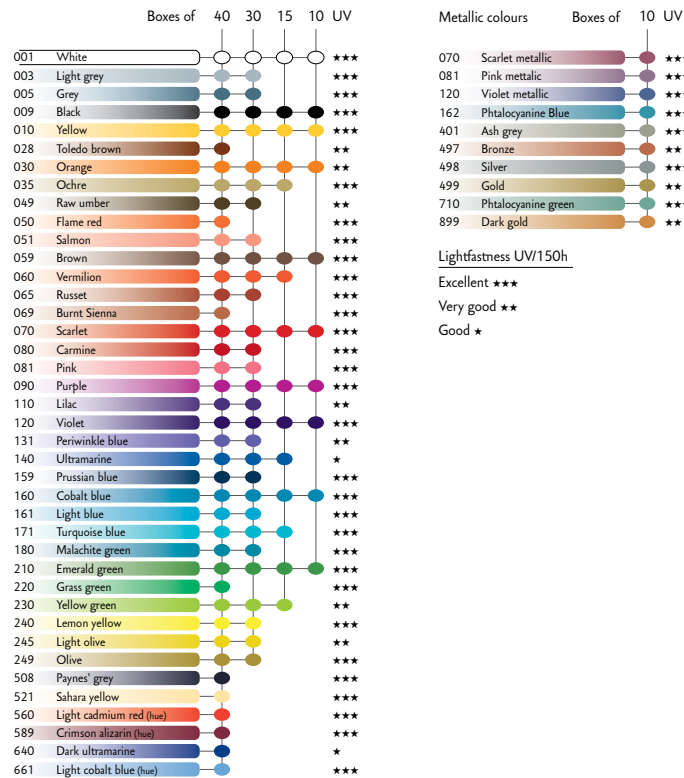 Boxes of 40 30 15 10 UV
001 White ★★★
003 Light grey ★★★
005 Grey ★★★
009 Black ★★★
010 Yellow ★★★
028 Toledo brown ★★
030 Orange ★★
035 Ochre ★★★
049 Raw umber ★★
050 Flame red ★★★
051 Salmon ★★★
059 Brown ★★★
060 Vermilion ★★★
065 Russet ★★★
069 Burnt Sienna ★★★
070 Scarlet ★★★
080 Carmine ★★★
081 Pink ★★★
090 Purple ★★★
110 Lilac ★★
120 Violet ★★★
131 Periwinkle blue ★★
140 Ultramarine ★
159 Prussian blue ★★★
160 Cobalt blue ★★★
161 Light blue ★★★
171 Turquoise blue ★★★
180 Malachite green ★★★
210 Emerald green ★★★
220 Grass green ★★★
230 Yellow green ★★
240 Lemon yellow ★★★
245 Light olive ★★
249 Olive ★★★
508 Paynes' grey ★★★
521 Sahara yellow ★★★
560 Light cadmium red (hue) ★★★
589 Crimson alizarin (hue) ★★★
640 Dark ultramarine ★
661 Light cobalt blue (hue) ★★★
Metallic colours Boxes of 10 UV
070 Scarlet metallic
081 Pink mettalic
120 Violet metallic
162 Phtalocyanine Blue
401 Ash grey
497 Bronze ★★
498 Silver
499 Gold ★★
710 Phtalocyanine green
899 Dark gold ★★
Lightfastness UV/150h
Excellent ★★★
Very good ★★
Good ★